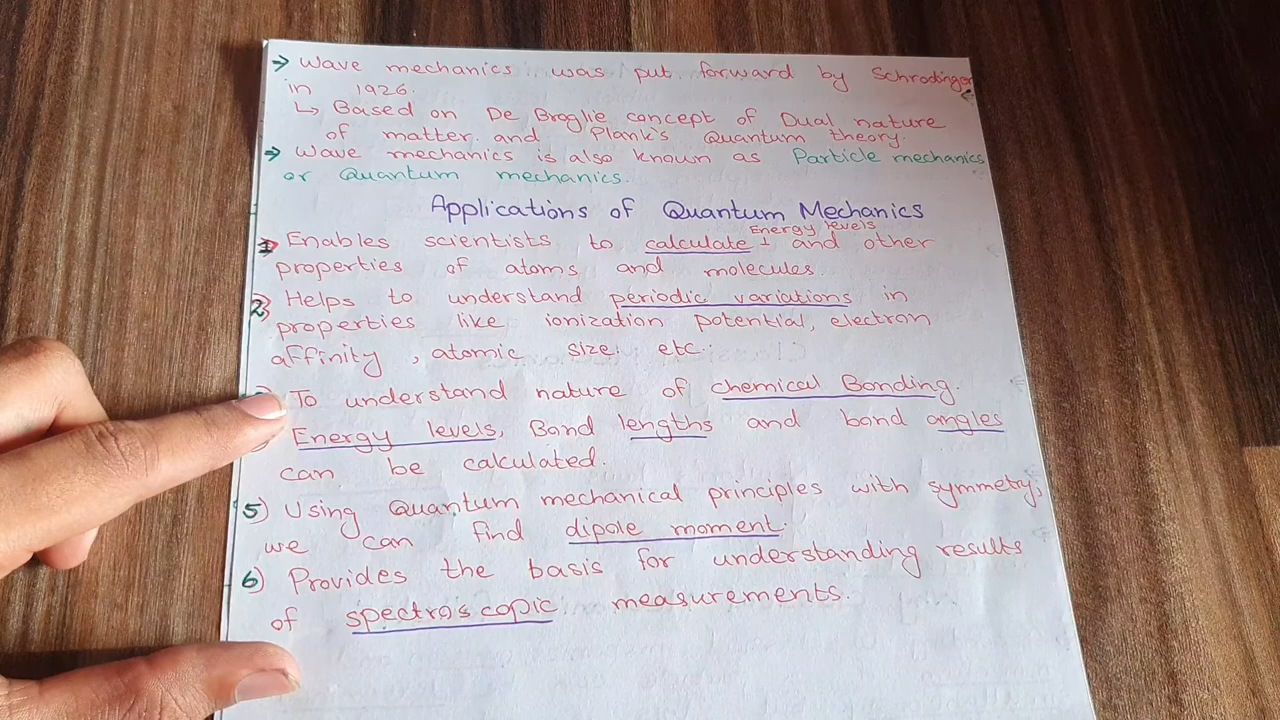 → Wave mechanics was put forward by Schrodinger
in 1926.
↳ Based on De Broglie concept of Dual nature
of matter and Plank's Quantum theory.
→ Wave mechanics is also known as Particle mechanics
or Quantum mechanics.
Applications of Quantum Mechanics
Energy levels
1 Enables scientists to calculate ⊥ and other
properties of atoms and molecules.
2 Helps to understand periodic variations in
properties like ionization potential, electron
affinity, atomic size, etc.
To understand nature of chemical Bonding.
Energy levels, Band lengths and band angles
can be calculated.
5) Using Quantum mechanical principles with symmetry,
we can find dipole moment.
6) Provides the basis for understanding results
of spectroscopic measurements.